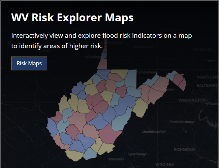 WV Risk Explorer Maps
Interactively view and explore flood risk indicators on a map
to identify areas of higher risk.
Risk Maps